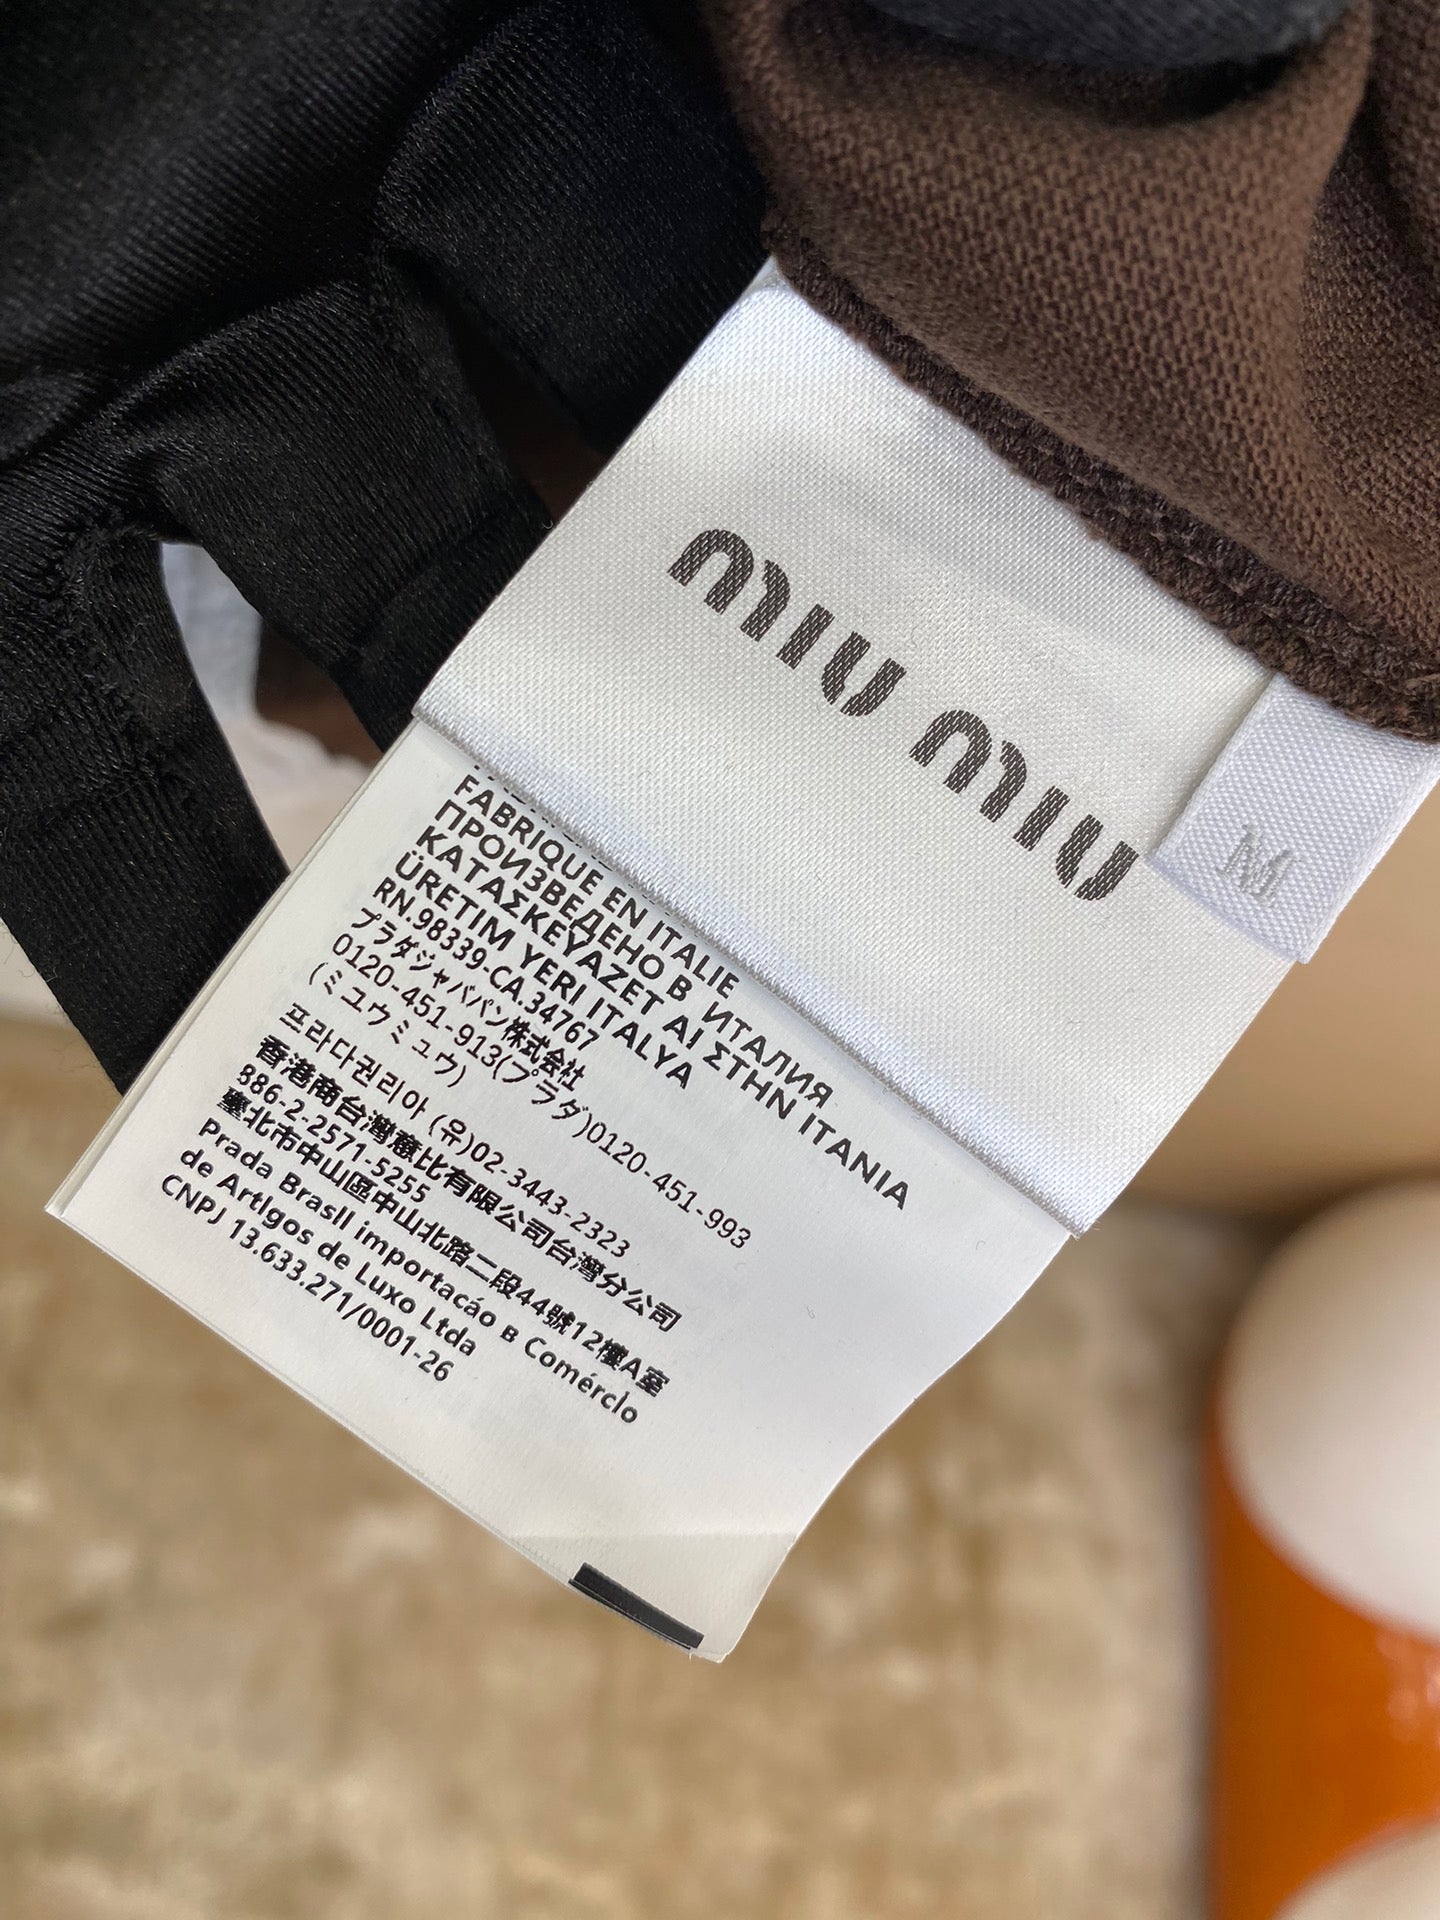 miu miu
M
FABRIQUE EN ITALIE
ПРОИЗВЕДЕНО В ИТАЛИЯ
ΚΑΤΑΣΚΕYΑΖΕΤ ΑΙ ΣΤΗΝ ΙΤΑΝΙΑ
ÜRETIM YERI ITALYA
RN.98339-CA.34767
プラダジャバパン株式会社
0120-451-913(プラダ)0120-451-993
(ミユウミュウ)
프라다퀀리아 (유)02-3443-2323
香港商台灣薏比有限公司台灣分公司
886-2-2571-5255
臺北市中山區中山北路二段44號12樓A室
Prada Brasll importacáo в Comérclo
de Artlgos de Luxo Ltda
CNPJ 13.633.271/0001-26